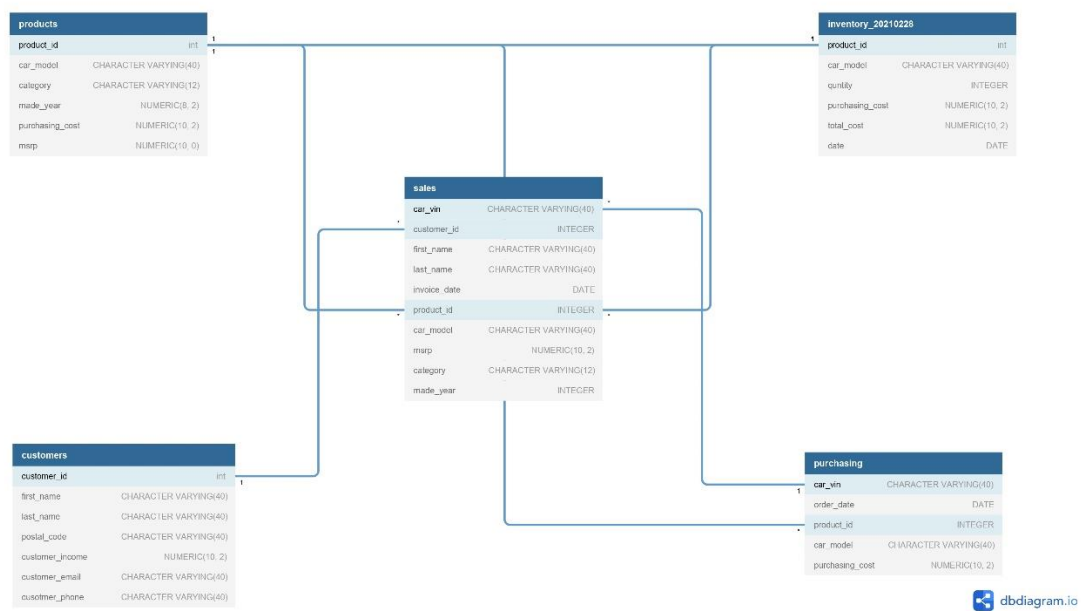 products
product_id int
car_model CHARACTER VARYING(40)
category CHARACTER VARYING(12)
made_year NUMERIC(8, 2)
purchasing_cost NUMERIC(10, 2)
msrp NUMERIC(10, 0)
1
1
1
inventory_20210228
product_id int
car_model CHARACTER VARYING(40)
quntity INTEGER
purchasing_cost NUMERIC(10, 2)
total_cost NUMERIC(10, 2)
date DATE
sales
car_vin CHARACTER VARYING(40)
customer_id INTEGER
first_name CHARACTER VARYING(40)
last_name CHARACTER VARYING(40)
invoice_date DATE
product_id INTEGER
car_model CHARACTER VARYING(40)
msrp NUMERIC(10, 2)
category CHARACTER VARYING(12)
made_year INTEGER
*
*
*
*
customers
customer_id int
first_name CHARACTER VARYING(40)
last_name CHARACTER VARYING(40)
postal_code CHARACTER VARYING(40)
customer_income NUMERIC(10, 2)
customer_email CHARACTER VARYING(40)
cusotmer_phone CHARACTER VARYING(40)
1
purchasing
car_vin CHARACTER VARYING(40)
order_date DATE
product_id INTEGER
car_model CHARACTER VARYING(40)
purchasing_cost NUMERIC(10, 2)
1
*
dbdiagram.io